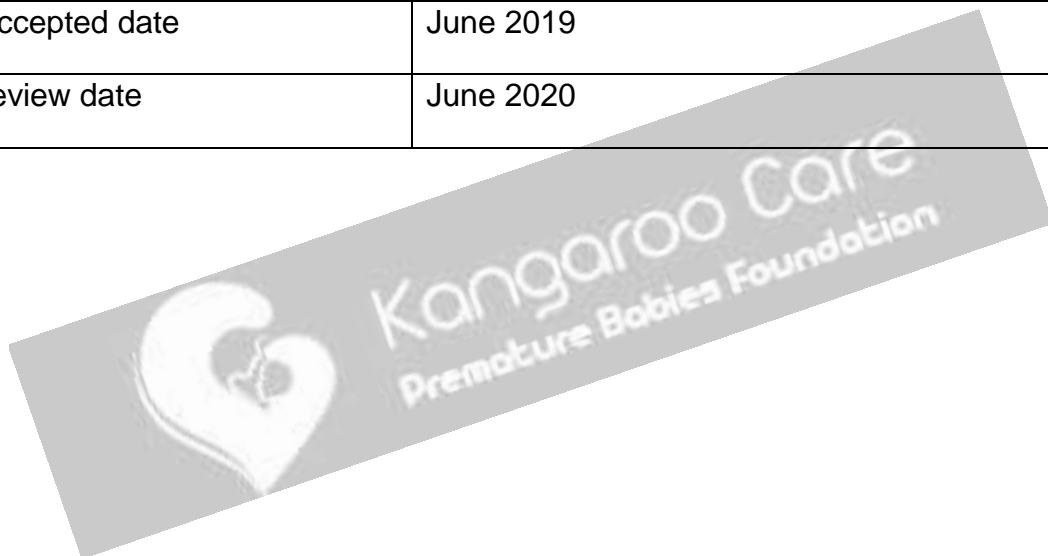 ccepted date June 2019
eview date June 2020
Kangaroo Care
Premature Babies Foundation